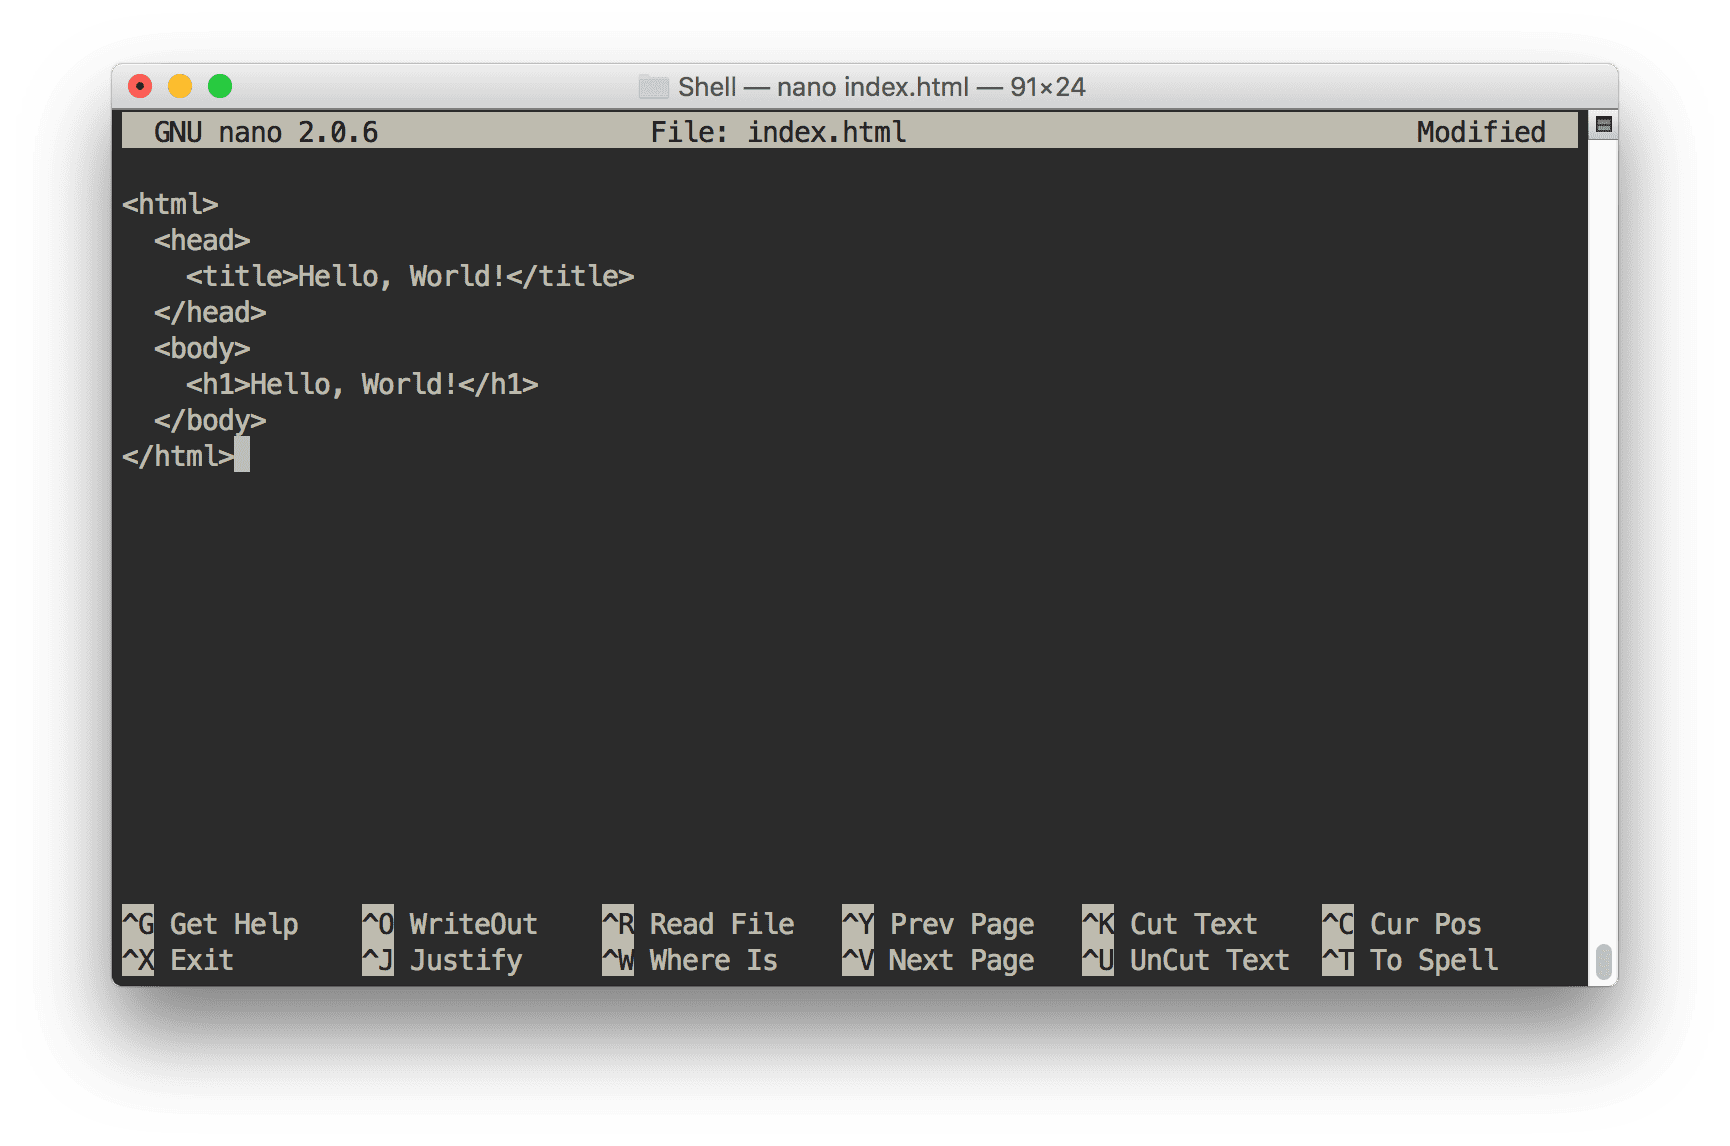 Shell — nano index.html — 91×24
GNU nano 2.0.6 File: index.html Modified
<html>
  <head>
    <title>Hello, World!</title>
  </head>
  <body>
    <h1>Hello, World!</h1>
  </body>
</html>
^G Get Help ^O WriteOut ^R Read File ^Y Prev Page ^K Cut Text ^C Cur Pos
^X Exit ^J Justify ^W Where Is ^V Next Page ^U UnCut Text ^T To Spell